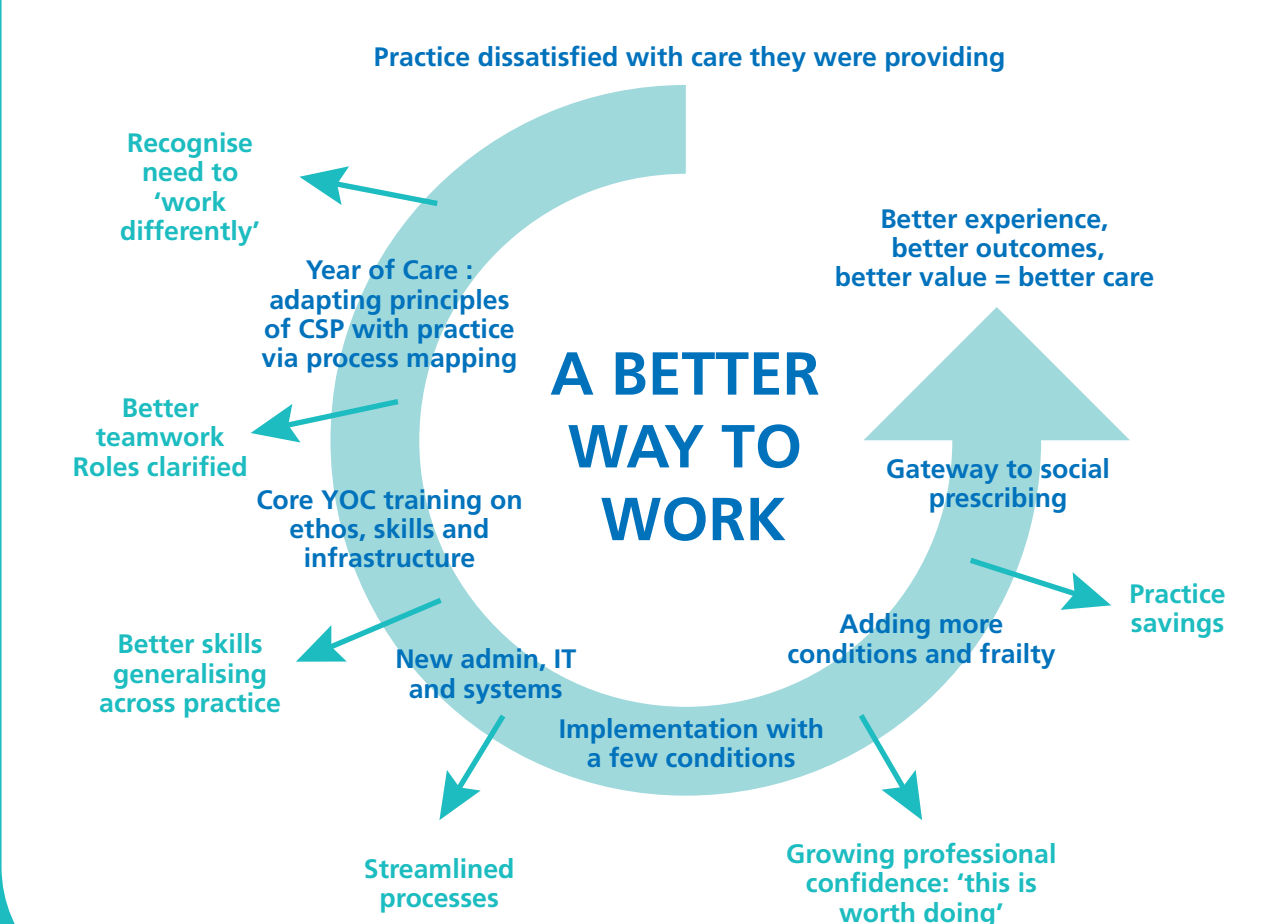 Practice dissatisfied with care they were providing
Recognise
need to
‘work
differently’
Year of Care :
adapting principles
of CSP with practice
via process mapping
Better
teamwork
Roles clarified
Core YOC training on
ethos, skills and
infrastructure
Better skills
generalising
across practice
New admin, IT
and systems
Streamlined
processes
Implementation with
a few conditions
Growing professional
confidence: ‘this is
worth doing’
Adding more
conditions and frailty
Practice
savings
Gateway to social
prescribing
Better experience,
better outcomes,
better value = better care
A BETTER
WAY TO
WORK